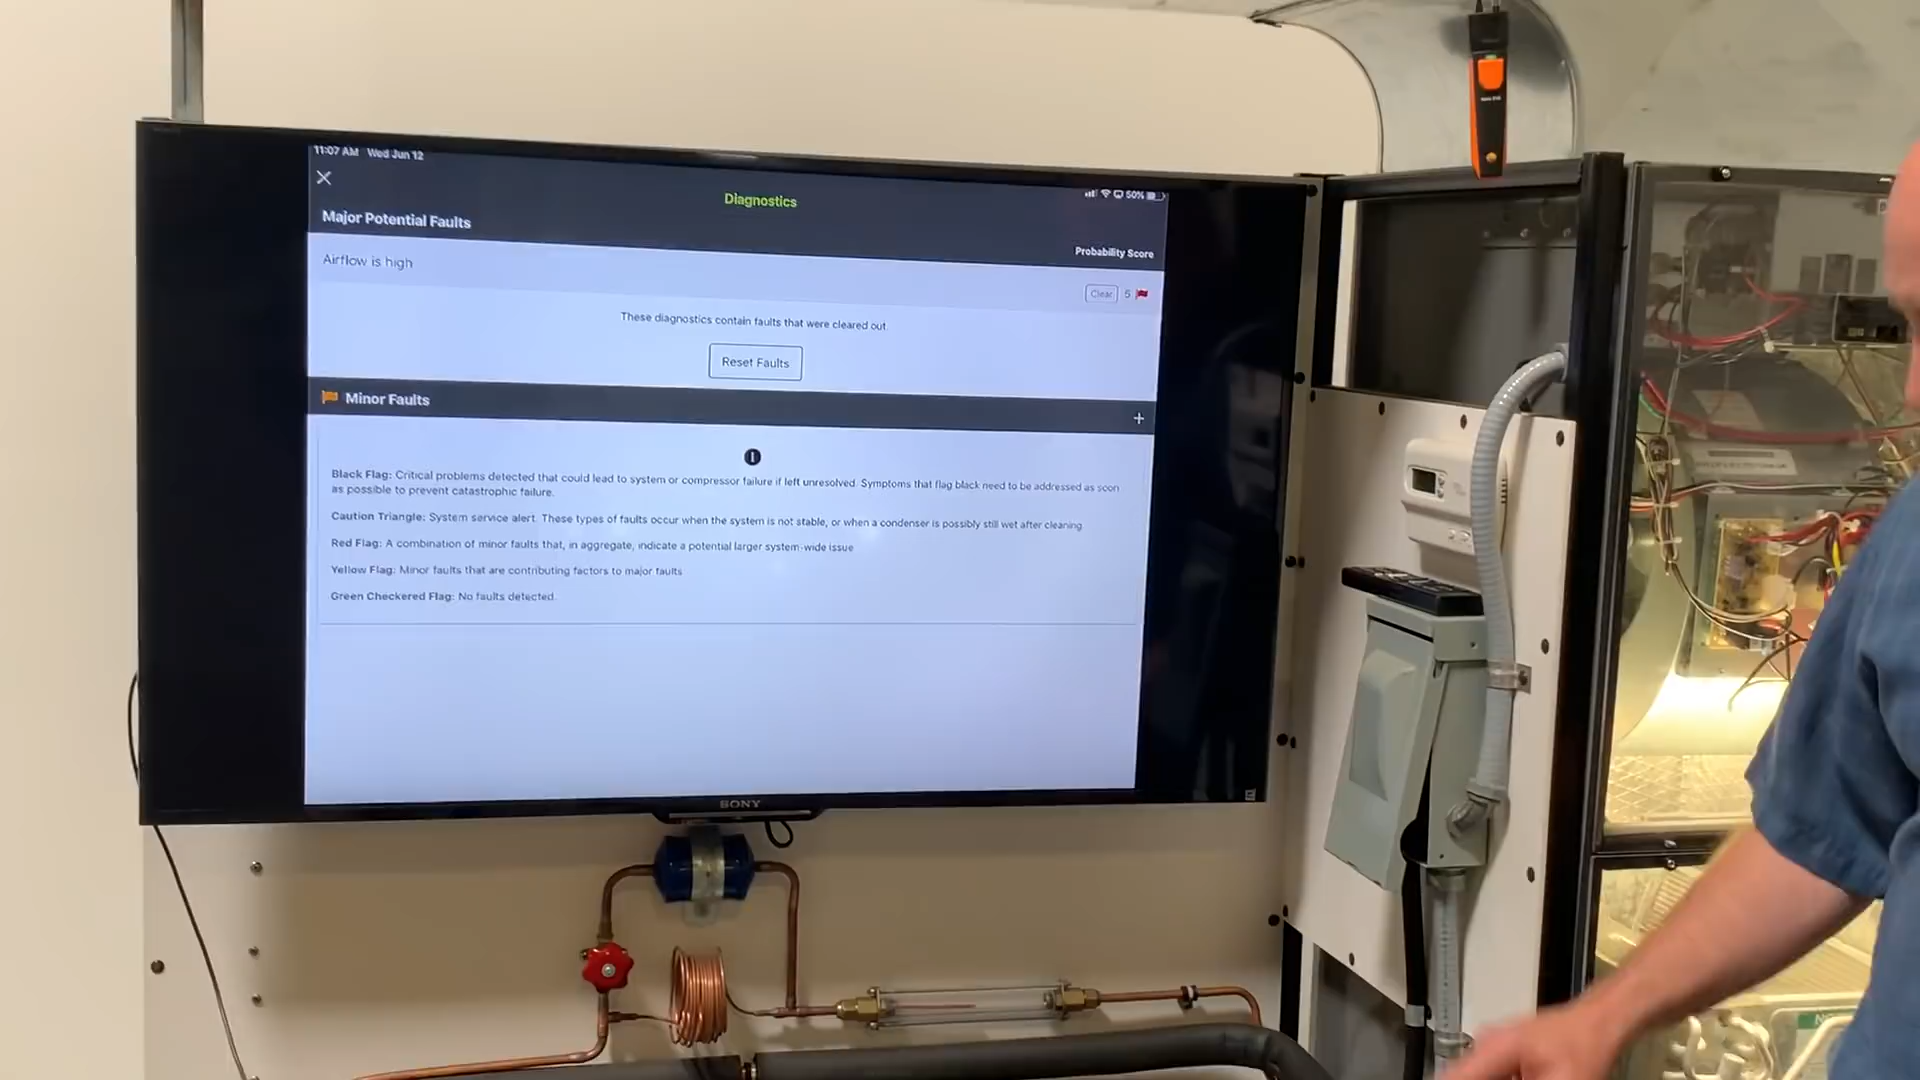 11:07 AM Wed Jun 12
50%
Diagnostics
Major Potential Faults
Probability Score
Airflow is high
Clear 5
These diagnostics contain faults that were cleared out.
Reset Faults
Minor Faults
+
Black Flag: Critical problems detected that could lead to system or compressor failure if left unresolved. Symptoms that flag black need to be addressed as soon
as possible to prevent catastrophic failure.
Caution Triangle: System service alert. These types of faults occur when the system is not stable, or when a condenser is possibly still wet after cleaning
Red Flag: A combination of minor faults that, in aggregate, indicate a potential larger system-wide issue
Yellow Flag: Minor faults that are contributing factors to major faults
Green Checkered Flag: No faults detected.
SONY